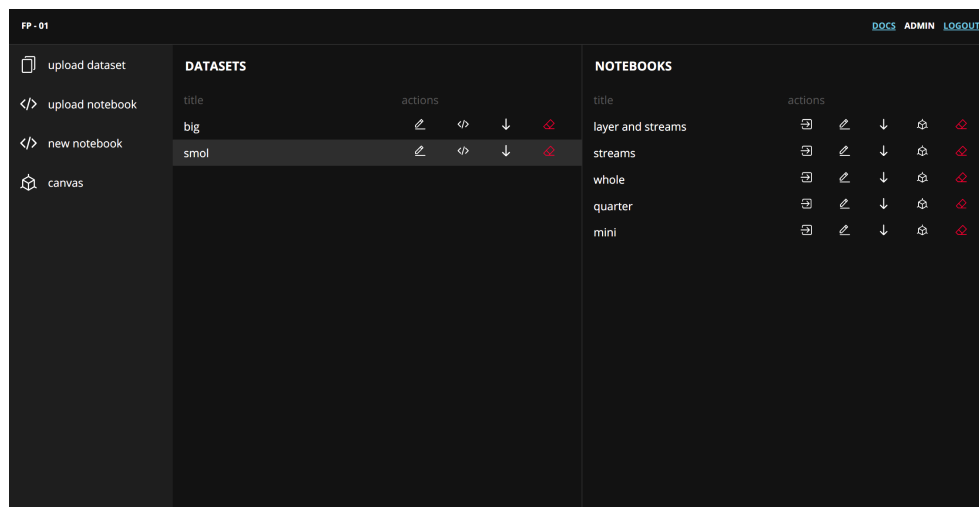 FP - 01
DOCS ADMIN LOGOUT
upload dataset
upload notebook
new notebook
canvas
DATASETS
title actions
big
smol
NOTEBOOKS
title actions
layer and streams
streams
whole
quarter
mini